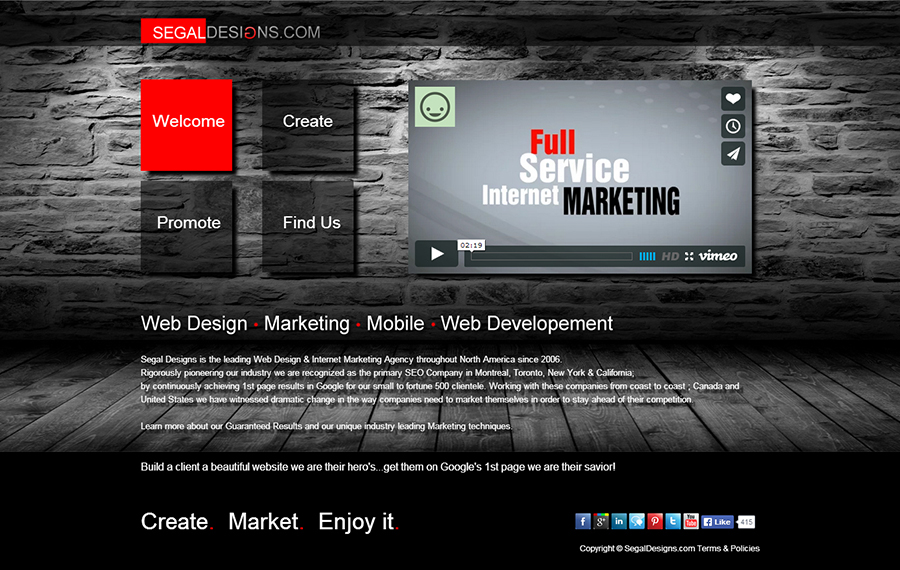 SEGALDESIGNS.COM
Welcome
Create
Promote
Find Us
Full
Service
Internet MARKETING
02:19
HD vimeo
Web Design • Marketing • Mobile • Web Developement
Segal Designs is the leading Web Design & Internet Marketing Agency throughout North America since 2006.
Rigorously pioneering our industry we are recognized as the primary SEO Company in Montreal, Toronto, New York & California;
by continuously achieving 1st page results in Google for our small to fortune 500 clientele. Working with these companies from coast to coast ; Canada and
United States we have witnessed dramatic change in the way companies need to market themselves in order to stay ahead of their competition.
Learn more about our Guaranteed Results and our unique industry leading Marketing techniques.
Build a client a beautiful website we are their hero's...get them on Google's 1st page we are their savior!
Create. Market. Enjoy it.
f g+ in You Tube f Like 415
Copyright © SegalDesigns.com Terms & Policies